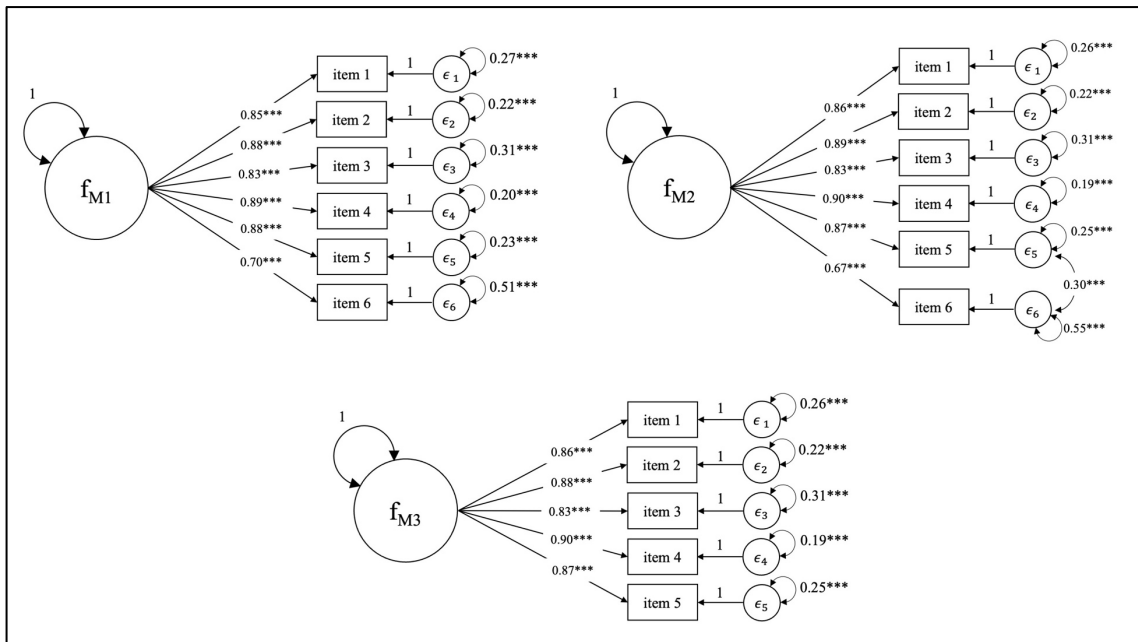 1
f_M1
0.85***
0.88***
0.83***
0.89***
0.88***
0.70***
item 1
item 2
item 3
item 4
item 5
item 6
1
1
1
1
1
1
ϵ 1
ϵ2
ϵ3
ϵ4
ϵ5
ϵ6
0.27***
0.22***
0.31***
0.20***
0.23***
0.51***
1
f_M2
0.86***
0.89***
0.83***
0.90***
0.87***
0.67***
item 1
item 2
item 3
item 4
item 5
item 6
1
1
1
1
1
1
ϵ 1
ϵ2
ϵ3
ϵ4
ϵ5
ϵ6
0.26***
0.22***
0.31***
0.19***
0.25***
0.30***
0.55***
1
f_M3
0.86***
0.88***
0.83***
0.90***
0.87***
item 1
item 2
item 3
item 4
item 5
1
1
1
1
1
ϵ 1
ϵ2
ϵ3
ϵ4
ϵ5
0.26***
0.22***
0.31***
0.19***
0.25***